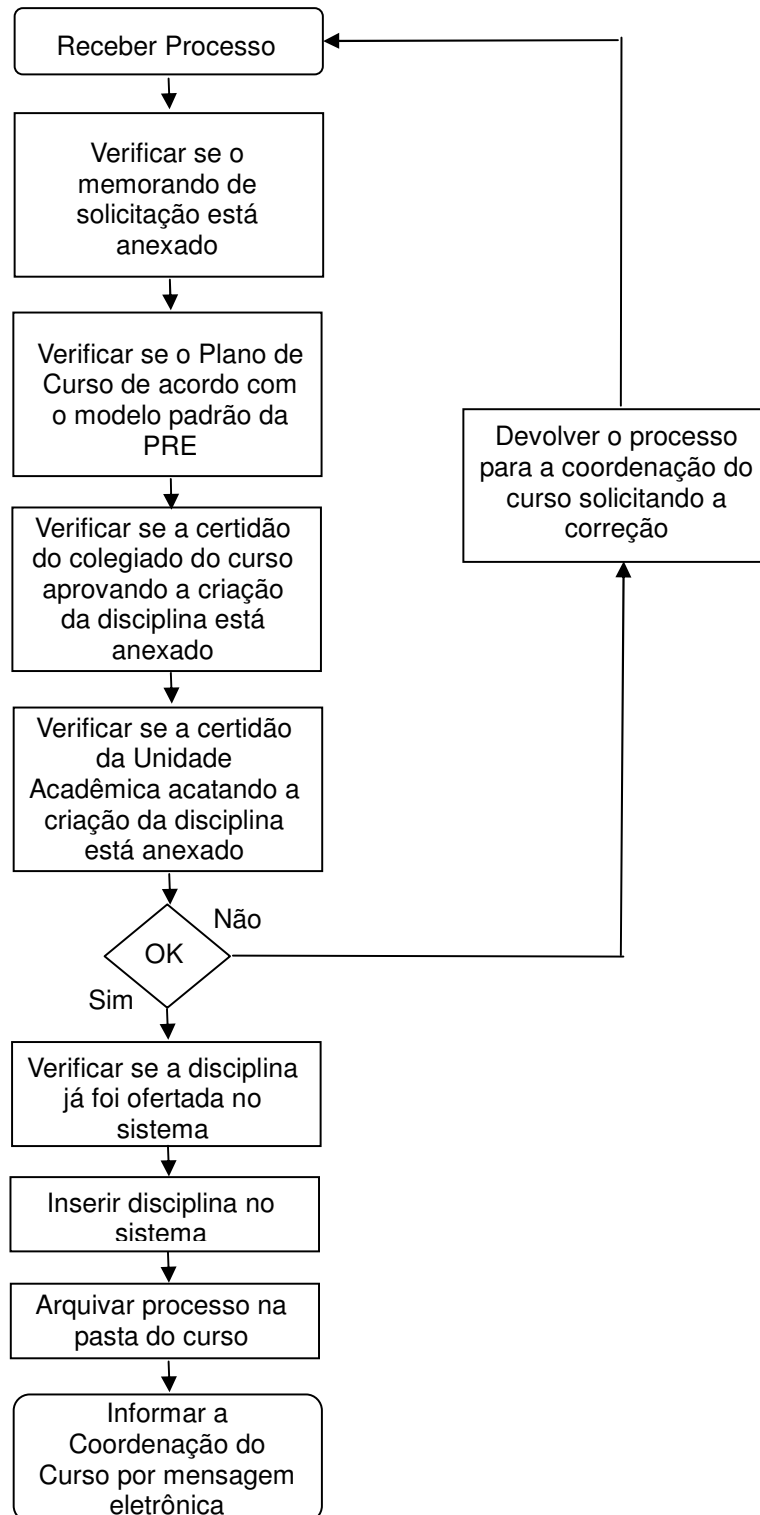 Receber Processo
Verificar se o
memorando de
solicitação está
anexado
Verificar se o Plano de
Curso de acordo com
o modelo padrão da
PRE
Devolver o processo
para a coordenação do
curso solicitando a
correção
Verificar se a certidão
do colegiado do curso
aprovando a criação
da disciplina está
anexado
Verificar se a certidão
da Unidade
Acadêmica acatando a
criação da disciplina
está anexado
Não
OK
Sim
Verificar se a disciplina
já foi ofertada no
sistema
Inserir disciplina no
sistema
Arquivar processo na
pasta do curso
Informar a
Coordenação do
Curso por mensagem
eletrônica